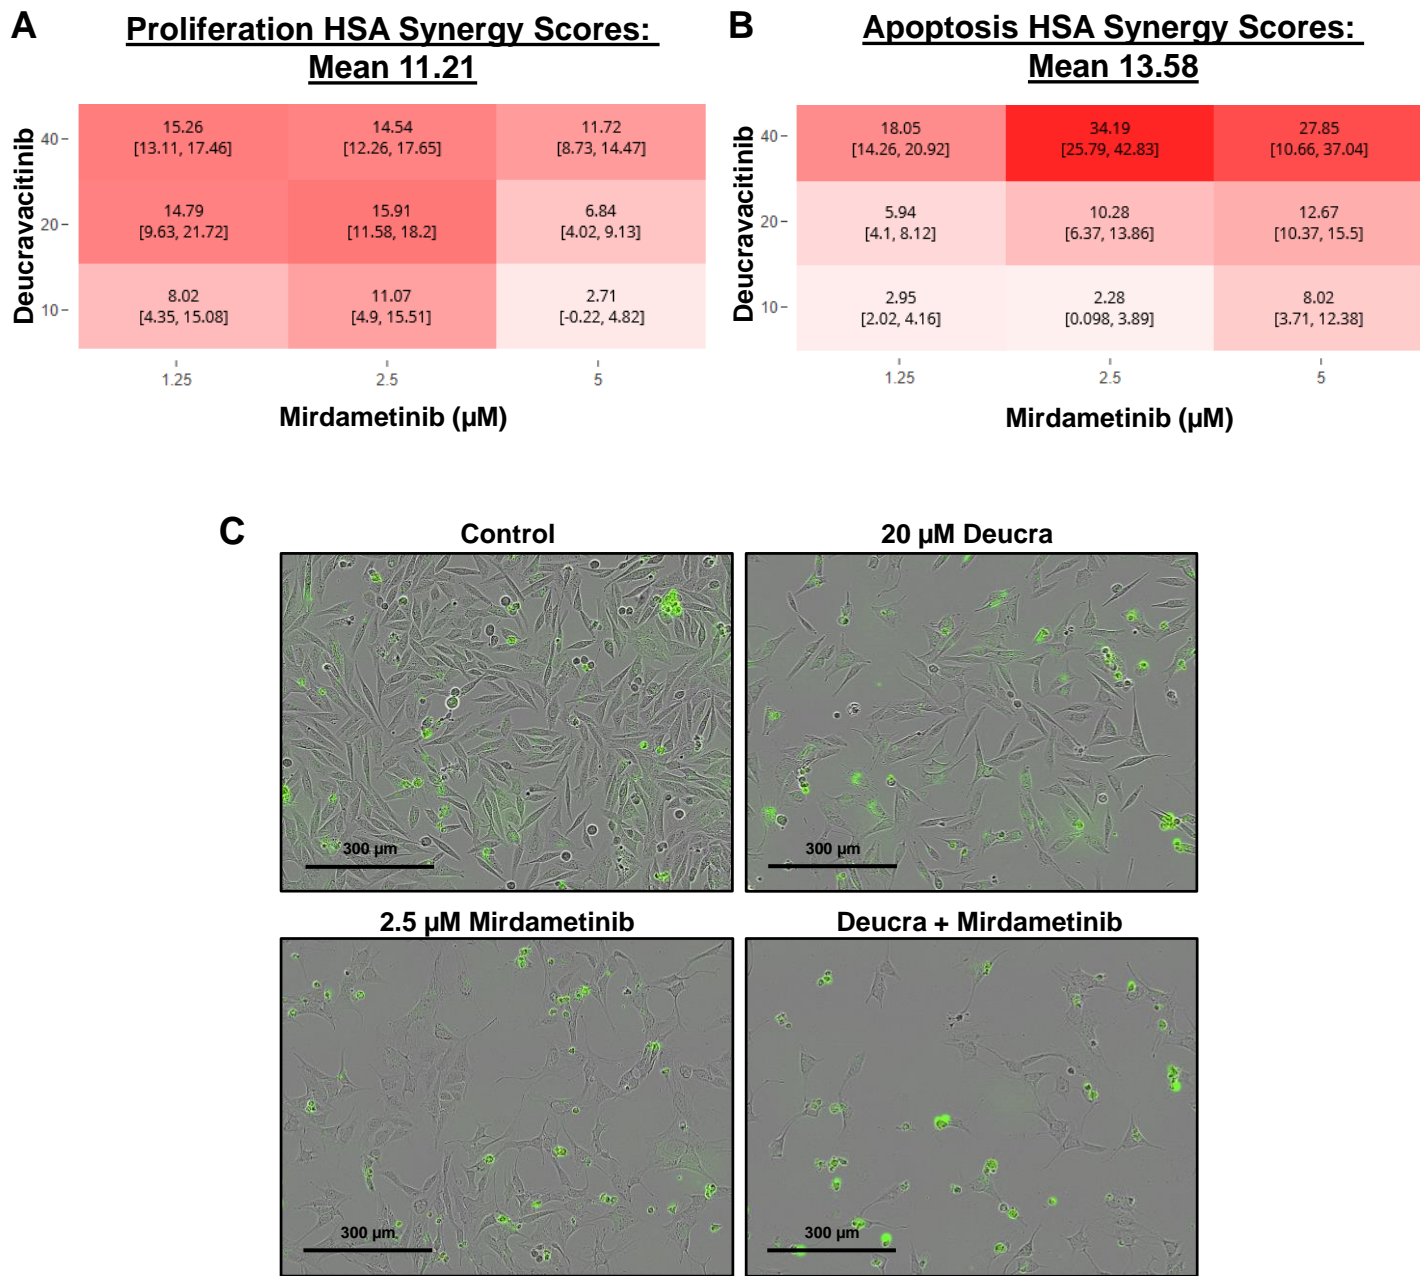 A
Proliferation HSA Synergy Scores:
Mean 11.21
Deucravacitinib
40
20
10
15.26
[13.11, 17.46]
14.54
[12.26, 17.65]
11.72
[8.73, 14.47]
14.79
[9.63, 21.72]
15.91
[11.58, 18.2]
6.84
[4.02, 9.13]
8.02
[4.35, 15.08]
11.07
[4.9, 15.51]
2.71
[-0.22, 4.82]
1.25
2.5
5
Mirdametinib (µM)
B
Apoptosis HSA Synergy Scores:
Mean 13.58
Deucravacitinib
40
20
10
18.05
[14.26, 20.92]
34.19
[25.79, 42.83]
27.85
[10.66, 37.04]
5.94
[4.1, 8.12]
10.28
[6.37, 13.86]
12.67
[10.37, 15.5]
2.95
[2.02, 4.16]
2.28
[0.098, 3.89]
8.02
[3.71, 12.38]
1.25
2.5
5
Mirdametinib (µM)
C
Control
300 µm
20 µM Deucra
300 µm
2.5 µM Mirdametinib
300 µm
Deucra + Mirdametinib
300 µm